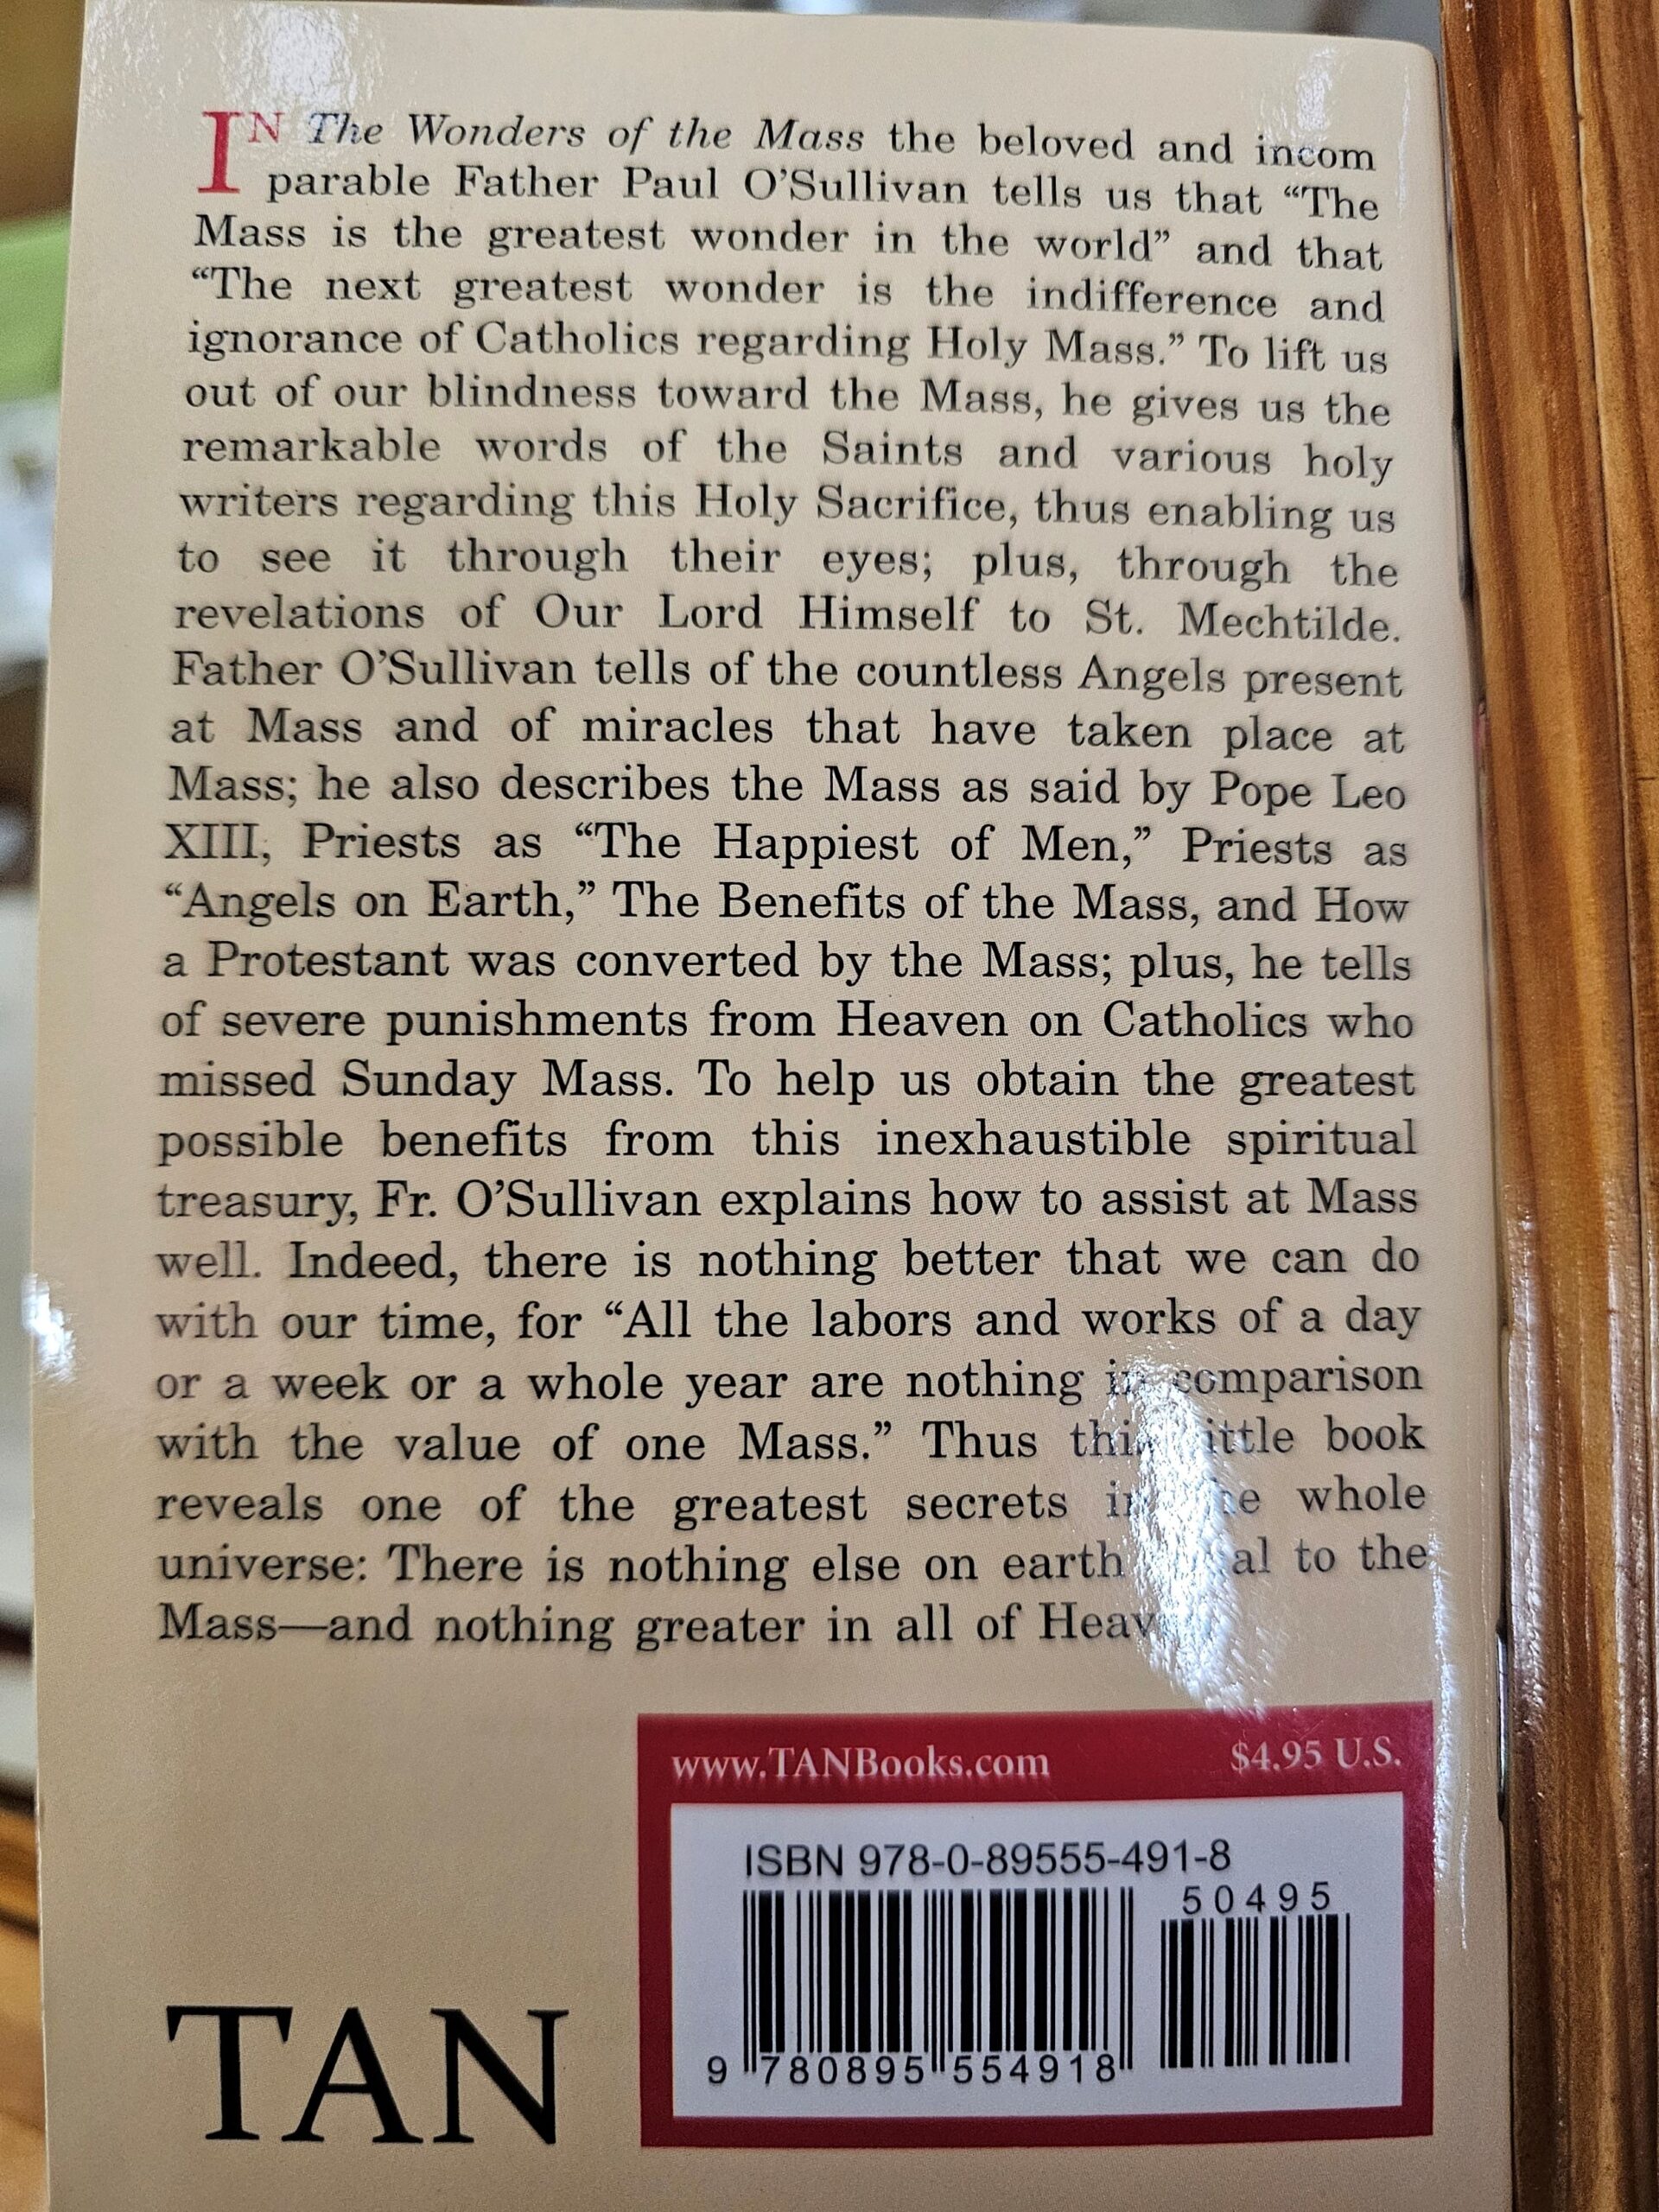 IN The Wonders of the Mass the beloved and incom
parable Father Paul O’Sullivan tells us that “The
Mass is the greatest wonder in the world” and that
“The next greatest wonder is the indifference and
ignorance of Catholics regarding Holy Mass.” To lift us
out of our blindness toward the Mass, he gives us the
remarkable words of the Saints and various holy
writers regarding this Holy Sacrifice, thus enabling us
to see it through their eyes; plus, through the
revelations of Our Lord Himself to St. Mechtilde.
Father O’Sullivan tells of the countless Angels present
at Mass and of miracles that have taken place at
Mass; he also describes the Mass as said by Pope Leo
XIII, Priests as “The Happiest of Men,” Priests as
“Angels on Earth,” The Benefits of the Mass, and How
a Protestant was converted by the Mass; plus, he tells
of severe punishments from Heaven on Catholics who
missed Sunday Mass. To help us obtain the greatest
possible benefits from this inexhaustible spiritual
treasury, Fr. O’Sullivan explains how to assist at Mass
well. Indeed, there is nothing better that we can do
with our time, for “All the labors and works of a day
or a week or a whole year are nothing in comparison
with the value of one Mass.” Thus this little book
reveals one of the greatest secrets in the whole
universe: There is nothing else on earth to the
Mass—and nothing greater in all of
www.TANBooks.com $4.95 U.S.
ISBN 978-0-89555-491-8
50495
9 780895 554918
TAN